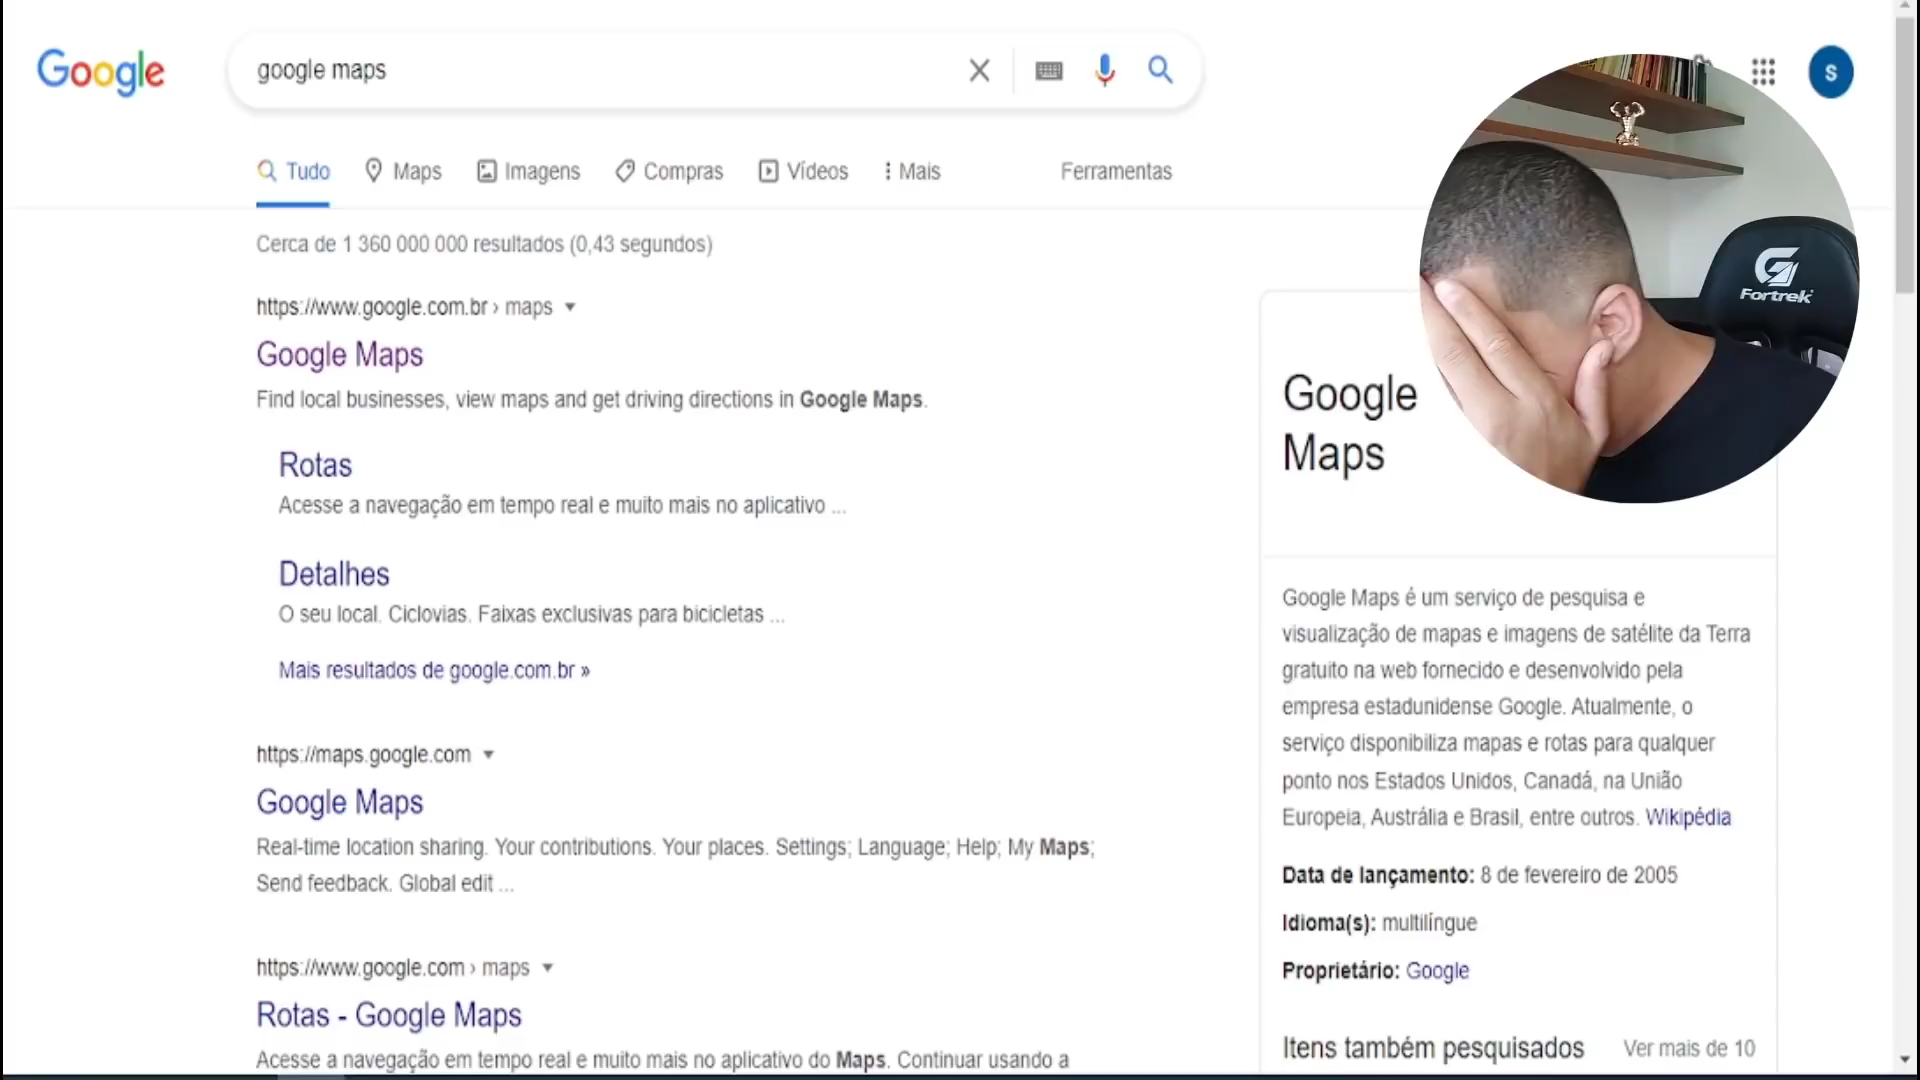 Google
google maps
S
Tudo
Maps
Imagens
Compras
Vídeos
Mais
Ferramentas
Cerca de 1 360 000 000 resultados (0,43 segundos)
https://www.google.com.br › maps
Google Maps
Find local businesses, view maps and get driving directions in Google Maps.
Rotas
Acesse a navegação em tempo real e muito mais no aplicativo ...
Detalhes
O seu local. Ciclovias. Faixas exclusivas para bicicletas ...
Mais resultados de google.com.br »
https://maps.google.com
Google Maps
Real-time location sharing. Your contributions. Your places. Settings; Language; Help; My Maps;
Send feedback. Global edit ...
https://www.google.com › maps
Rotas - Google Maps
Acesse a navegação em tempo real e muito mais no aplicativo do Maps. Continuar usando a
Fortrek
Google
Maps
Google Maps é um serviço de pesquisa e
visualização de mapas e imagens de satélite da Terra
gratuito na web fornecido e desenvolvido pela
empresa estadunidense Google. Atualmente, o
serviço disponibiliza mapas e rotas para qualquer
ponto nos Estados Unidos, Canadá, na União
Europeia, Austrália e Brasil, entre outros. Wikipédia
Data de lançamento: 8 de fevereiro de 2005
Idioma(s): multilíngue
Proprietário: Google
Itens também pesquisados
Ver mais de 10